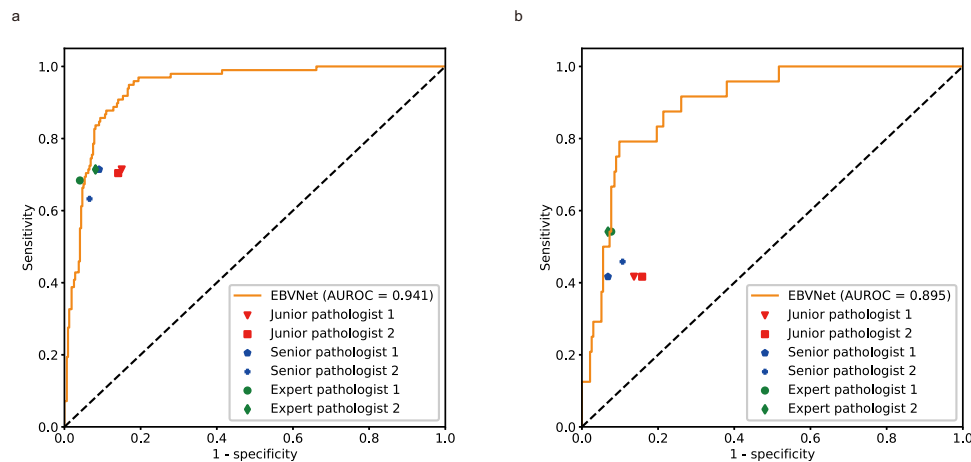 a
1.0
0.8
0.6
0.4
0.2
0.0
Sensitivity
EBVNet (AUROC = 0.941)
Junior pathologist 1
Junior pathologist 2
Senior pathologist 1
Senior pathologist 2
Expert pathologist 1
Expert pathologist 2
0.0 0.2 0.4 0.6 0.8 1.0
1 - specificity
b
1.0
0.8
0.6
0.4
0.2
0.0
Sensitivity
EBVNet (AUROC = 0.895)
Junior pathologist 1
Junior pathologist 2
Senior pathologist 1
Senior pathologist 2
Expert pathologist 1
Expert pathologist 2
0.0 0.2 0.4 0.6 0.8 1.0
1 - specificity